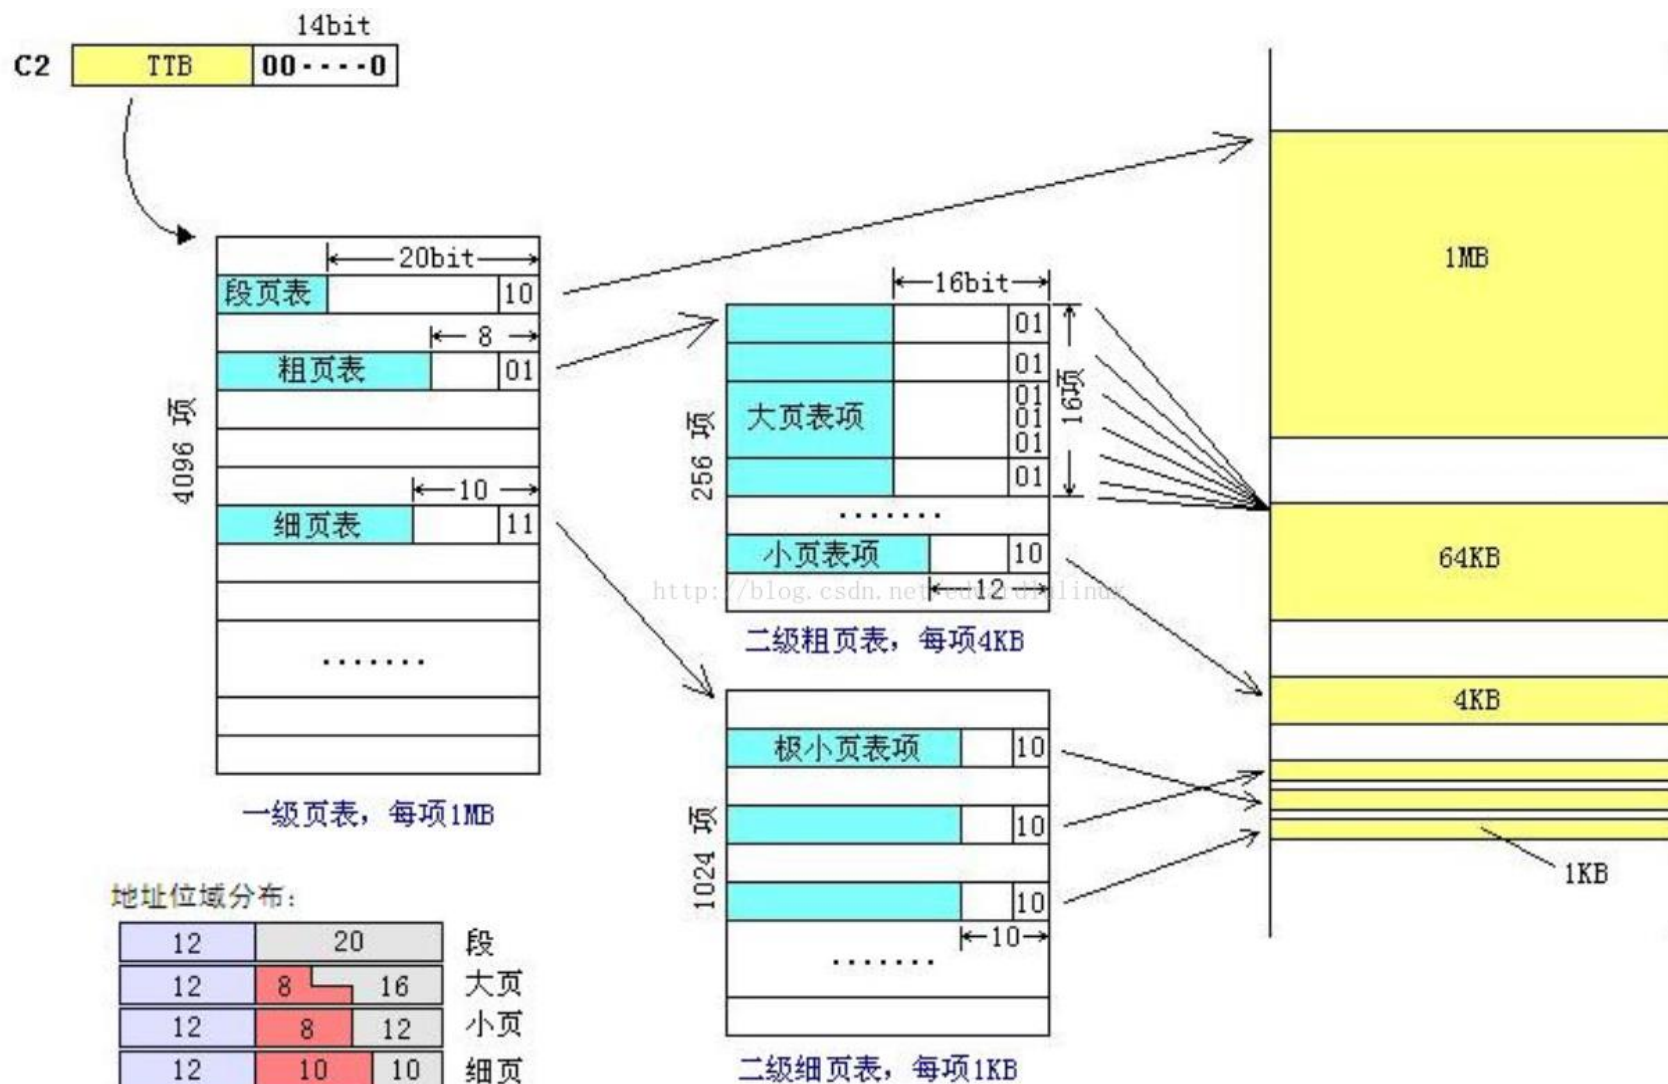 14bit
C2 TTB 00----0
20bit
段页表 10
8
粗页表 01
10
细页表 11
4096 项
.......
一级页表，每项1MB
16bit
01
01
大页表项 01
01
01
01
16项
256 项
.......
小页表项 10
12
二级粗页表，每项4KB
极小页表项 10
10
10
10
1024 项
.......
二级细页表，每项1KB
1MB
64KB
4KB
1KB
地址位域分布：
12 20 段
12 8 16 大页
12 8 12 小页
12 10 10 细页